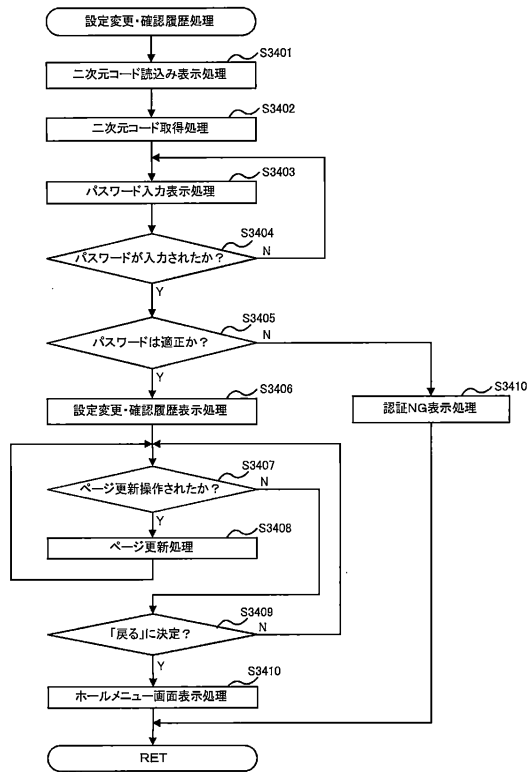 設定変更・確認履歴処理
S3401
二次元コード読込み表示処理
S3402
二次元コード取得処理
S3403
パスワード入力表示処理
S3404
パスワードが入力されたか？
N
Y
S3405
パスワードは適正か？
N
Y
S3406
設定変更・確認履歴表示処理
S3410
認証NG表示処理
S3407
ページ更新操作されたか？
N
Y
S3408
ページ更新処理
S3409
「戻る」に決定？
N
Y
S3410
ホールメニュー画面表示処理
RET